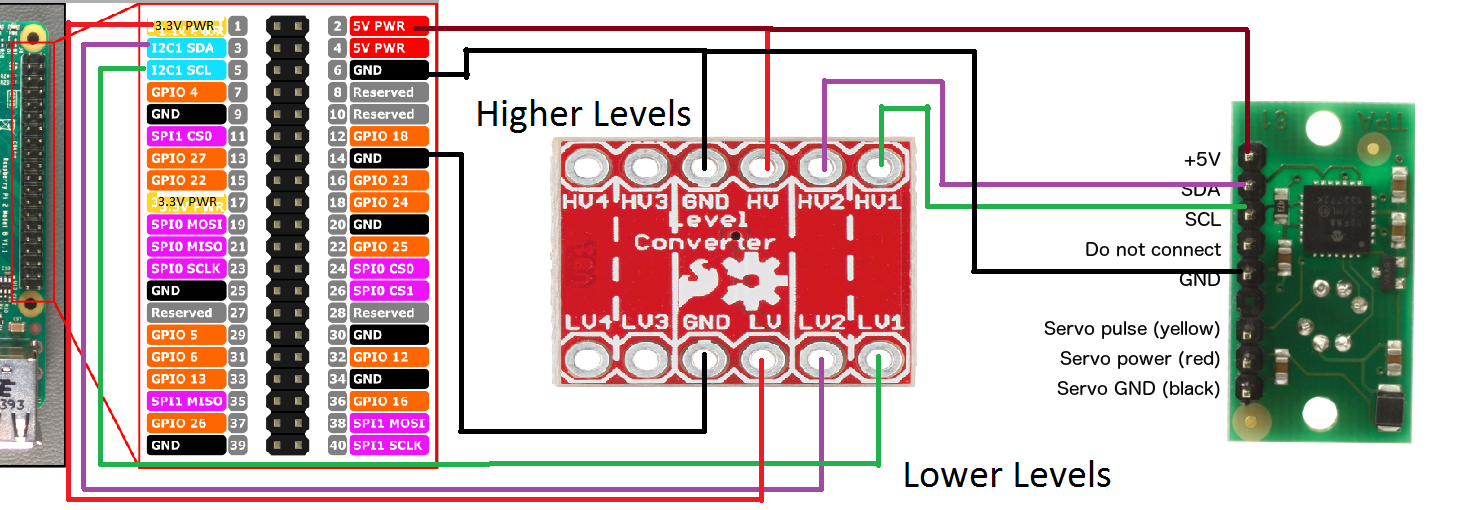 3.3V PWR 1 2 5V PWR
I2C1 SDA 3 4 5V PWR
I2C1 SCL 5 6 GND
GPIO 4 7 8 Reserved
GND 9 10 Reserved
SPI1 CS0 11 12 GPIO 18
GPIO 27 13 14 GND
GPIO 22 15 16 GPIO 23
3.3V PWR 17 18 GPIO 24
SPI0 MOSI 19 20 GND
SPI0 MISO 21 22 GPIO 25
SPI0 SCLK 23 24 SPI0 CS0
GND 25 26 SPI0 CS1
Reserved 27 28 Reserved
GPIO 5 29 30 GND
GPIO 6 31 32 GPIO 12
GPIO 13 33 34 GND
SPI1 MISO 35 36 GPIO 16
GPIO 26 37 38 SPI1 MOSI
GND 39 40 SPI1 SCLK
Raspberry Pi 2 Model B V1.1
Higher Levels
HV4 HV3 GND HV HV2 HV1
Level
Converter
LV4 LV3 GND LV LV2 LV1
Lower Levels
+5V
SDA
SCL
Do not connect
GND
Servo pulse (yellow)
Servo power (red)
Servo GND (black)
TPA